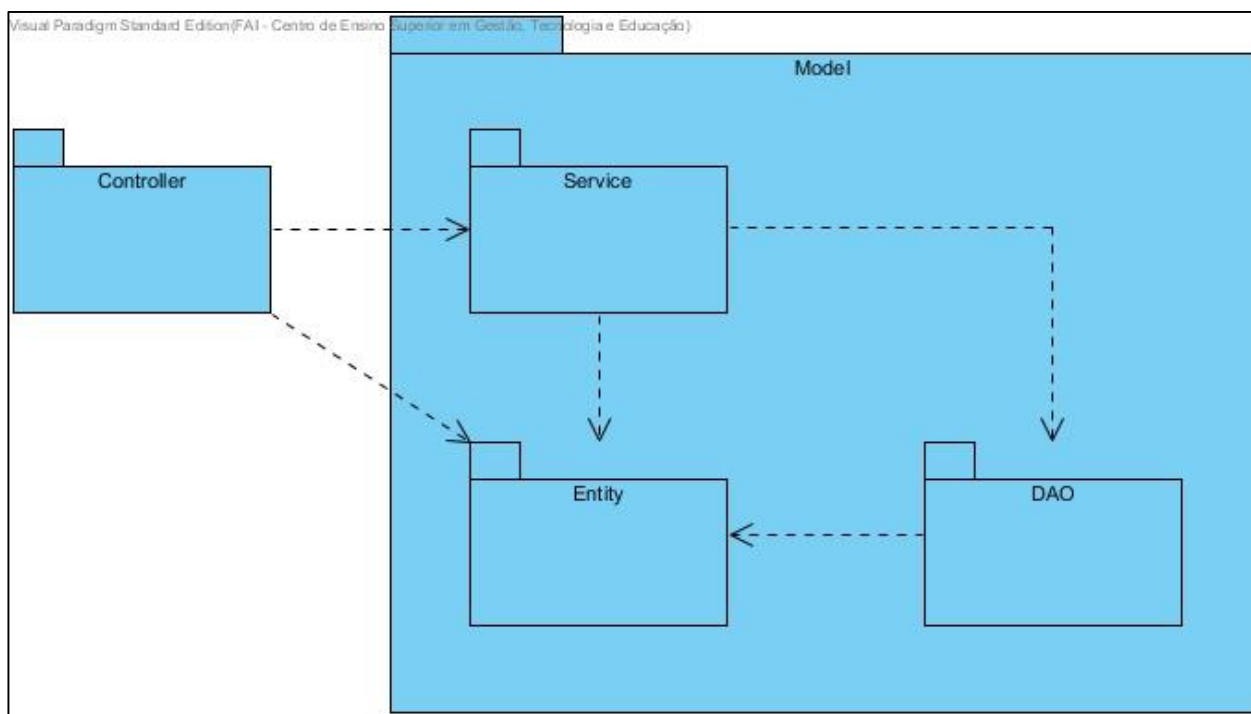 Visual Paradigm Standard Edition(FAI - Centro de Ensino Superior em Gestão, Tecnologia e Educação)
Model
Controller
Service
Entity
DAO